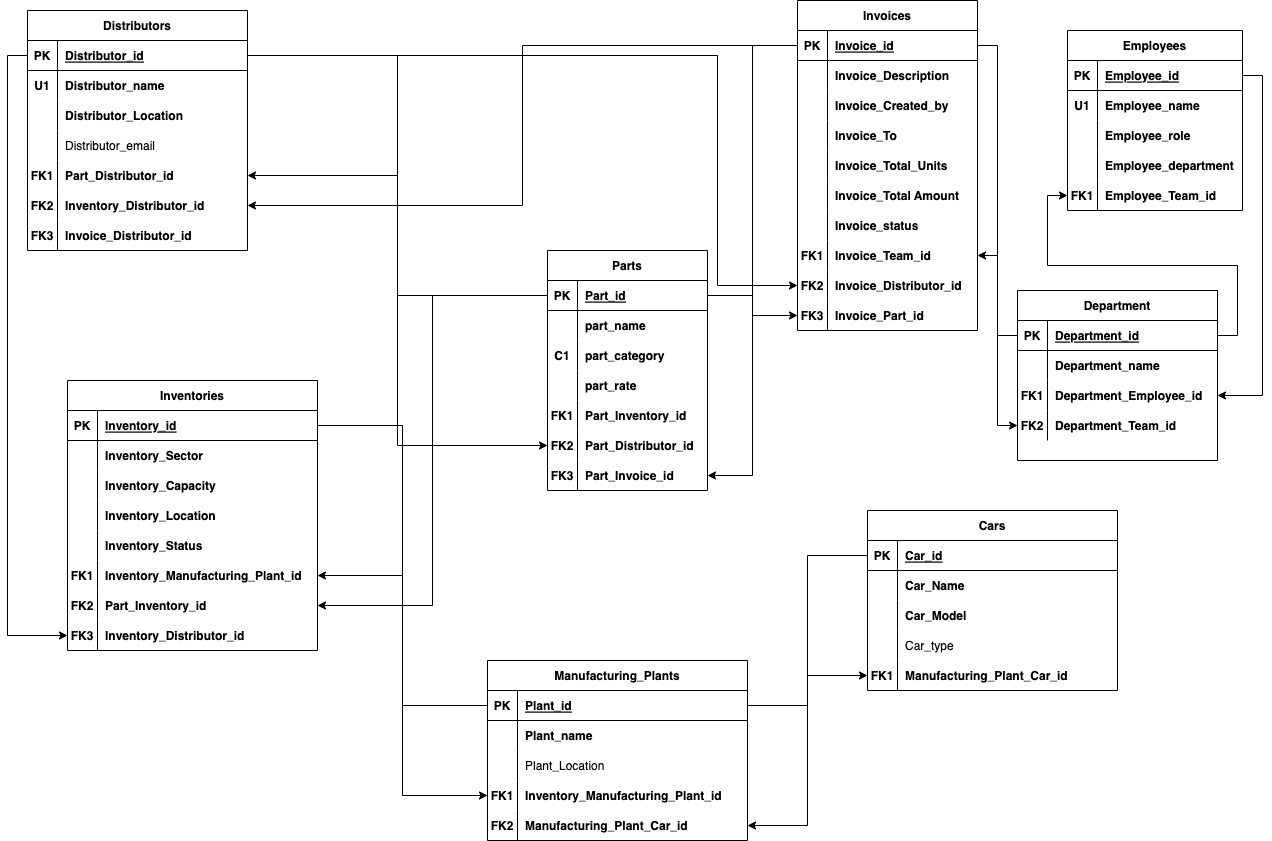 Distributors
PK Distributor_id
U1 Distributor_name
Distributor_Location
Distributor_email
FK1 Part_Distributor_id
FK2 Inventory_Distributor_id
FK3 Invoice_Distributor_id
Invoices
PK Invoice_id
Invoice_Description
Invoice_Created_by
Invoice_To
Invoice_Total_Units
Invoice_Total Amount
Invoice_status
FK1 Invoice_Team_id
FK2 Invoice_Distributor_id
FK3 Invoice_Part_id
Employees
PK Employee_id
U1 Employee_name
Employee_role
Employee_department
FK1 Employee_Team_id
Parts
PK Part_id
part_name
C1 part_category
part_rate
FK1 Part_Inventory_id
FK2 Part_Distributor_id
FK3 Part_Invoice_id
Department
PK Department_id
Department_name
FK1 Department_Employee_id
FK2 Department_Team_id
Inventories
PK Inventory_id
Inventory_Sector
Inventory_Capacity
Inventory_Location
Inventory_Status
FK1 Inventory_Manufacturing_Plant_id
FK2 Part_Inventory_id
FK3 Inventory_Distributor_id
Cars
PK Car_id
Car_Name
Car_Model
Car_type
FK1 Manufacturing_Plant_Car_id
Manufacturing_Plants
PK Plant_id
Plant_name
Plant_Location
FK1 Inventory_Manufacturing_Plant_id
FK2 Manufacturing_Plant_Car_id